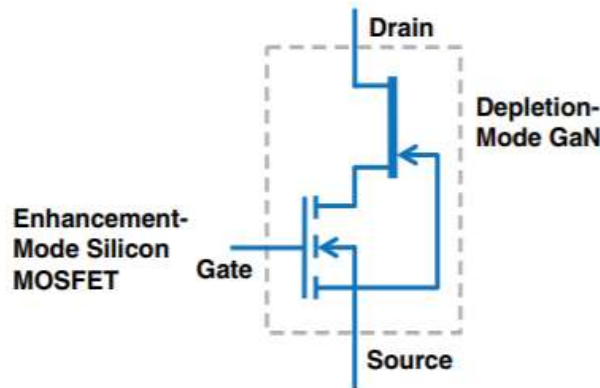 Drain
Depletion-
Mode GaN
Enhancement-
Mode Silicon
MOSFET
Gate
Source